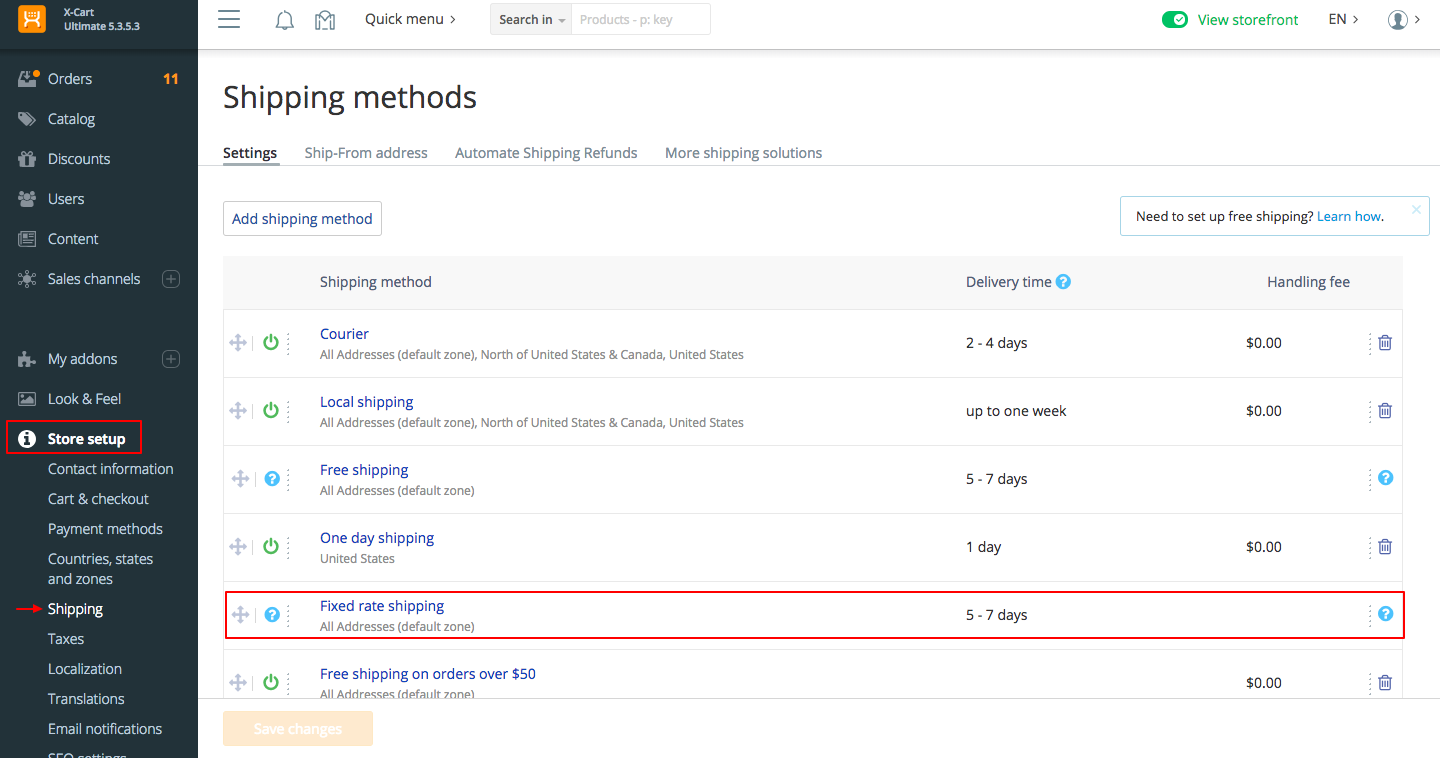 X-Cart
Ultimate 5.3.5.3
Quick menu
Search in
Products - p: key
View storefront
EN
Orders
11
Catalog
Discounts
Users
Content
Sales channels
My addons
Look & Feel
Store setup
Contact information
Cart & checkout
Payment methods
Countries, states
and zones
Shipping
Taxes
Localization
Translations
Email notifications
SEO settings
Shipping methods
Settings
Ship-From address
Automate Shipping Refunds
More shipping solutions
Add shipping method
Need to set up free shipping? Learn how.
Shipping method
Delivery time ?
Handling fee
Courier
All Addresses (default zone), North of United States & Canada, United States
2 - 4 days
$0.00
Local shipping
All Addresses (default zone), North of United States & Canada, United States
up to one week
$0.00
Free shipping
All Addresses (default zone)
5 - 7 days
One day shipping
United States
1 day
$0.00
Fixed rate shipping
All Addresses (default zone)
5 - 7 days
Free shipping on orders over $50
All Addresses (default zone)
$0.00
Save changes